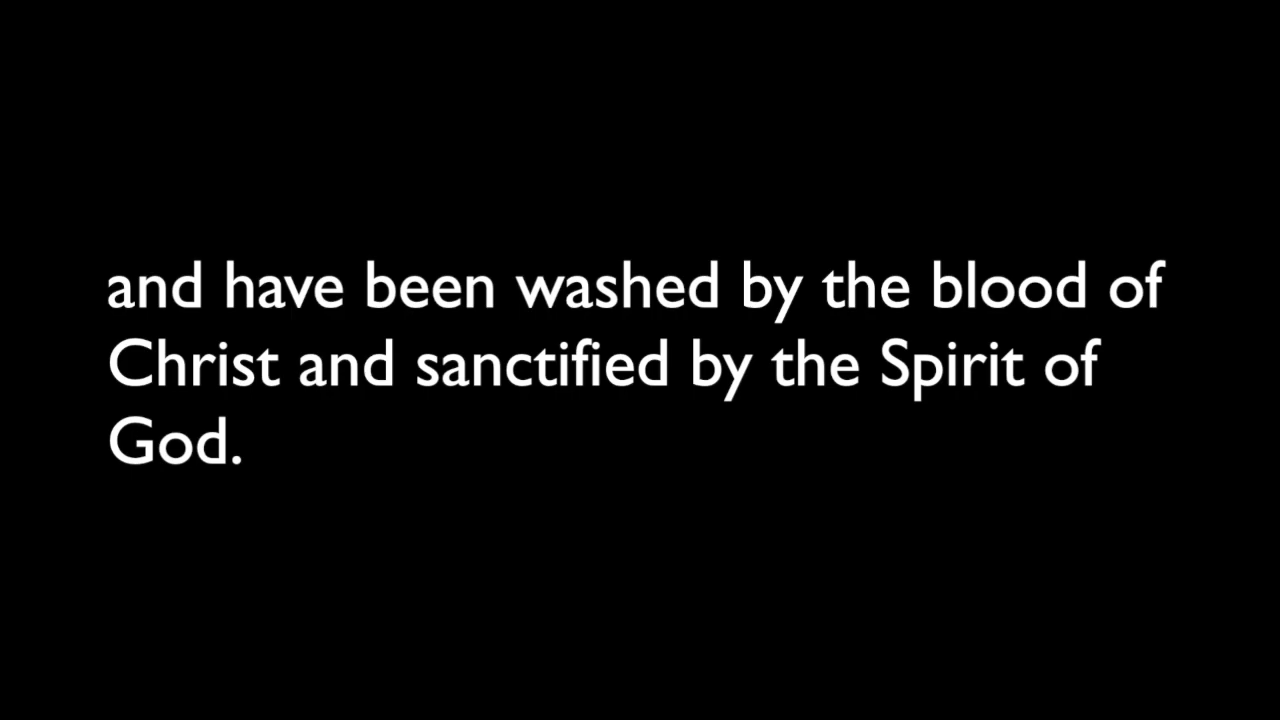 and have been washed by the blood of
Christ and sanctified by the Spirit of
God.